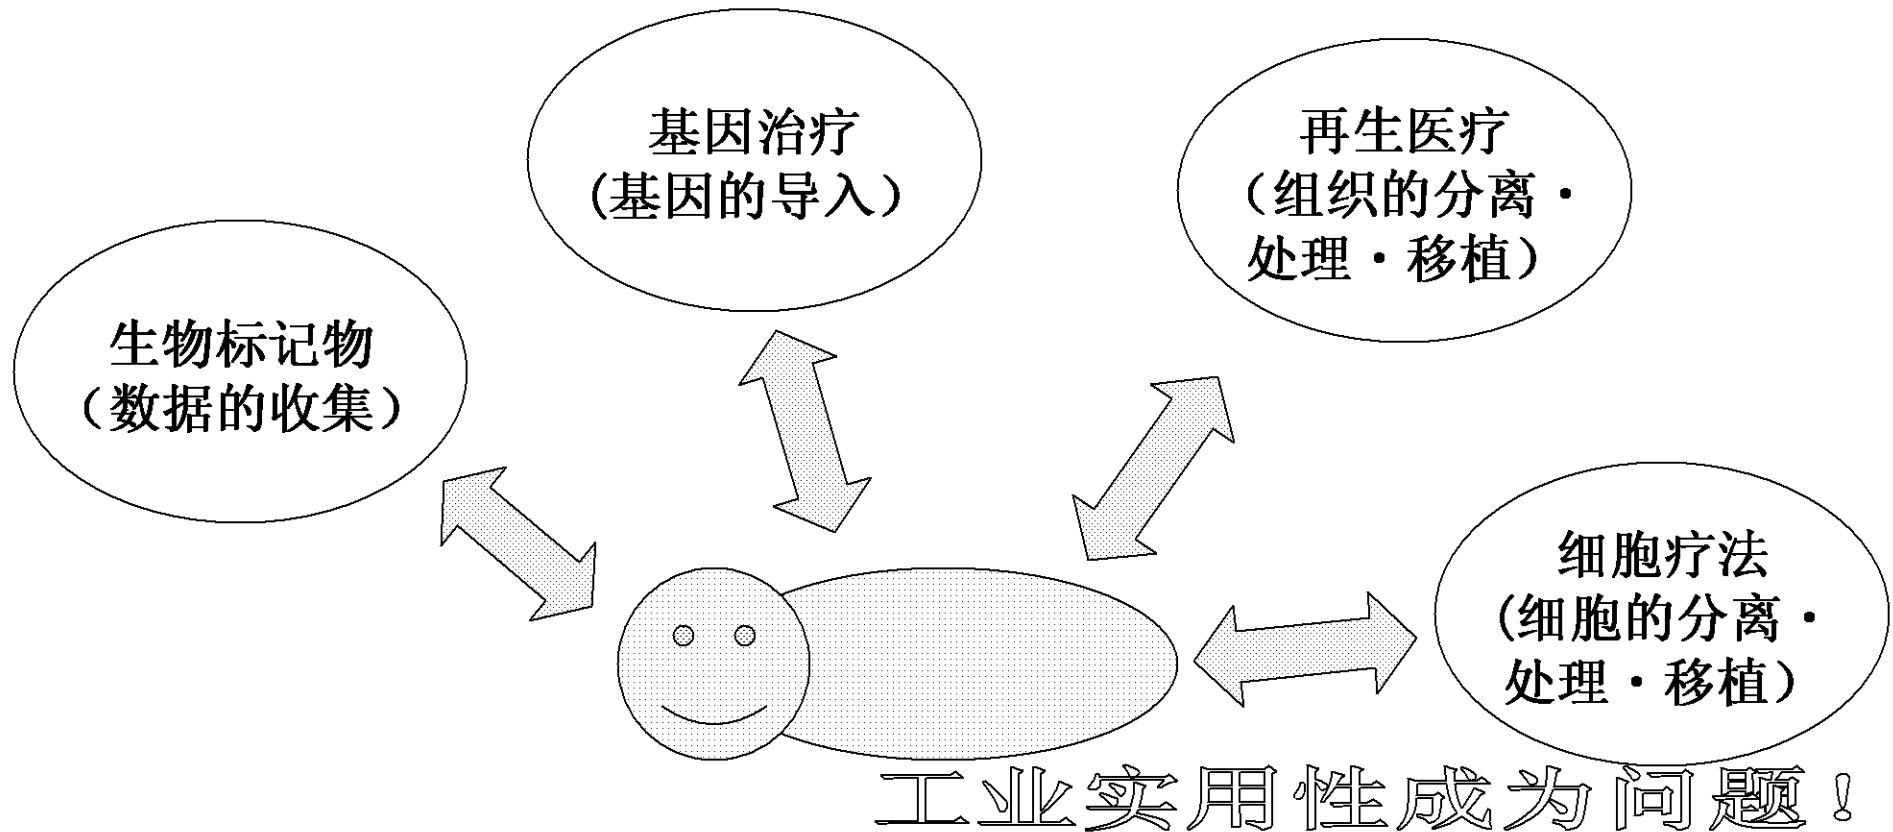 基因治疗
(基因的导入）
再生医疗
（组织的分离·
处理·移植）
生物标记物
（数据的收集）
细胞疗法
(细胞的分离·
处理·移植）
工业实用性成为问题！